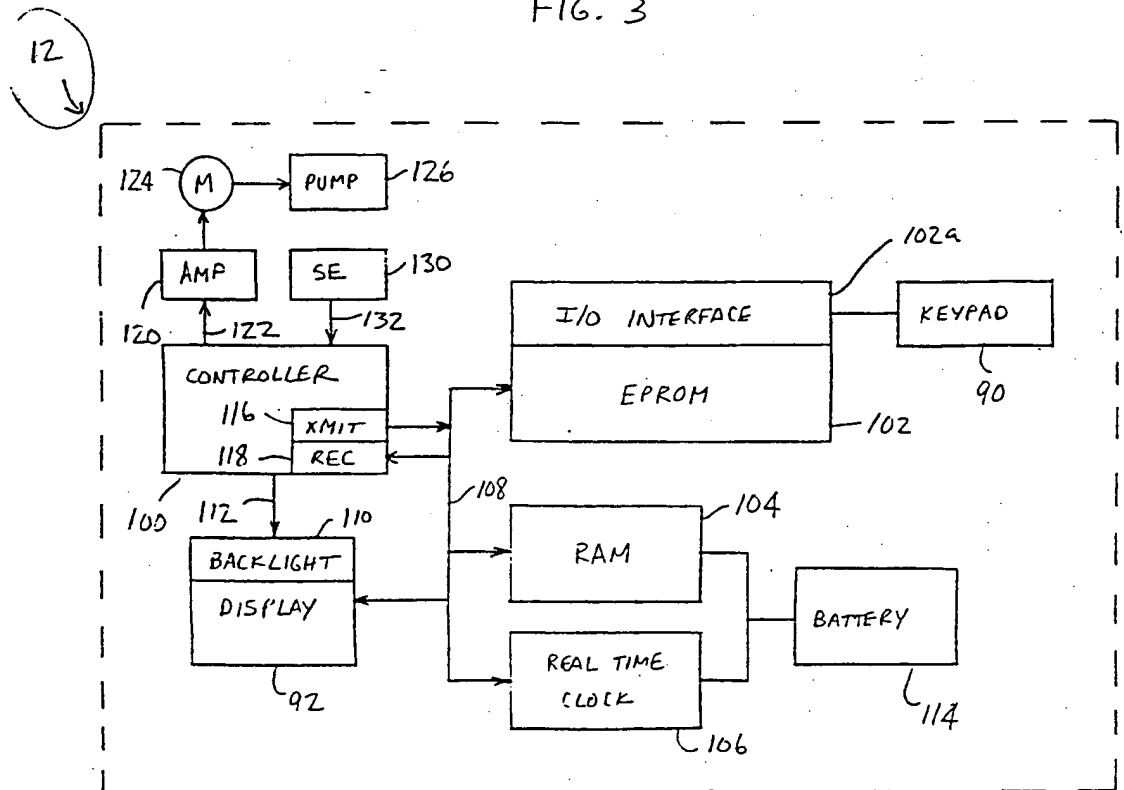 FIG. 3
12
124
M
PUMP
126
AMP
SE
130
102a
120
122
132
I/O INTERFACE
KEYPAD
CONTROLLER
EPROM
90
116
XMIT
102
118
REC
100
112
110
108
104
BACKLIGHT
RAM
DISPLAY
BATTERY
REAL TIME
CLOCK
92
106
114